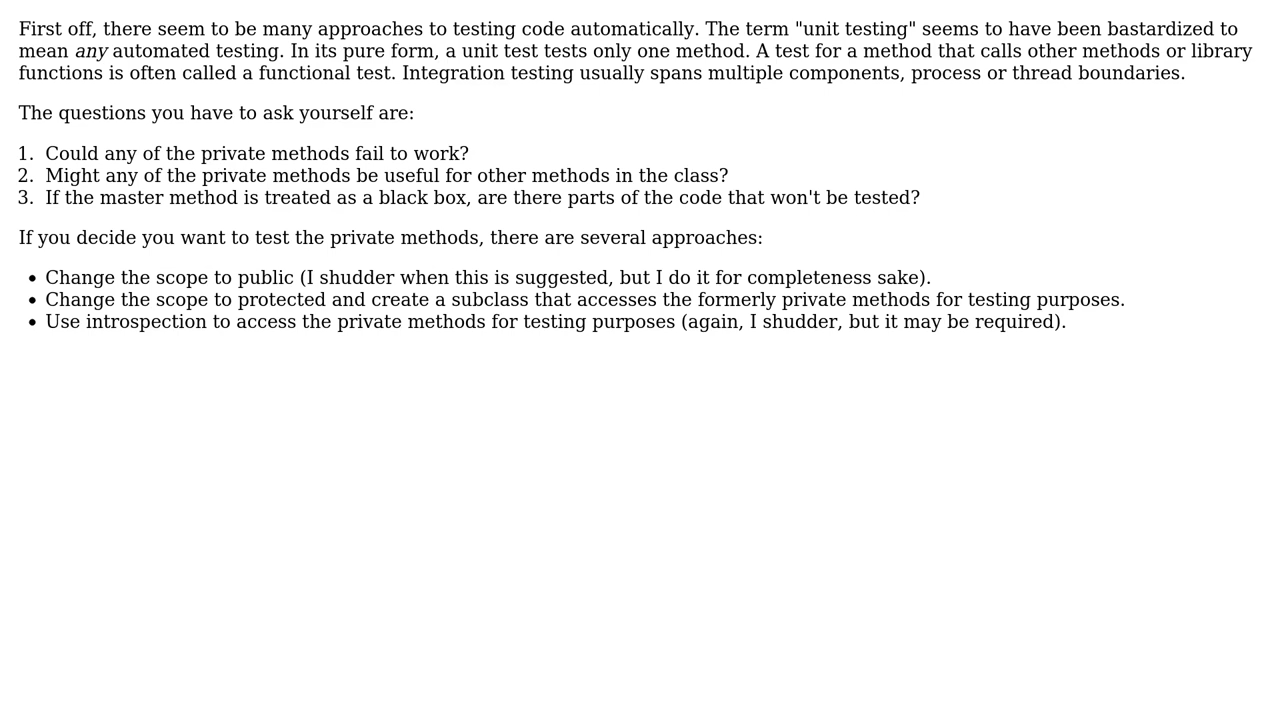 First off, there seem to be many approaches to testing code automatically. The term "unit testing" seems to have been bastardized to
mean any automated testing. In its pure form, a unit test tests only one method. A test for a method that calls other methods or library
functions is often called a functional test. Integration testing usually spans multiple components, process or thread boundaries.
The questions you have to ask yourself are:
1. Could any of the private methods fail to work?
2. Might any of the private methods be useful for other methods in the class?
3. If the master method is treated as a black box, are there parts of the code that won't be tested?
If you decide you want to test the private methods, there are several approaches:
• Change the scope to public (I shudder when this is suggested, but I do it for completeness sake).
• Change the scope to protected and create a subclass that accesses the formerly private methods for testing purposes.
• Use introspection to access the private methods for testing purposes (again, I shudder, but it may be required).